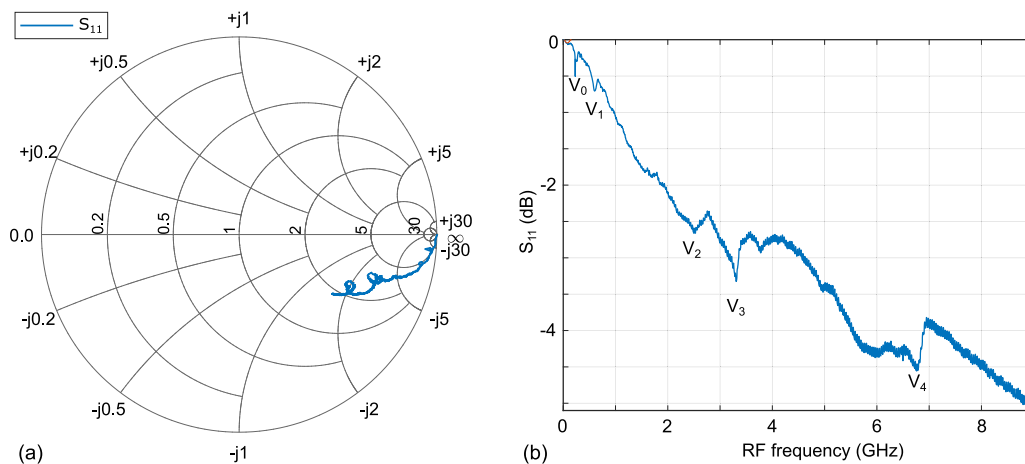 S11
+j1
+j0.5
+j2
+j0.2
+j5
0.0
0.2
0.5
1
2
5
30
+j30
∞
-j30
-j0.2
-j5
-j0.5
-j2
-j1
(a)
0
-2
-4
S11 (dB)
V0
V1
V2
V3
V4
0 2 4 6 8
RF frequency (GHz)
(b)